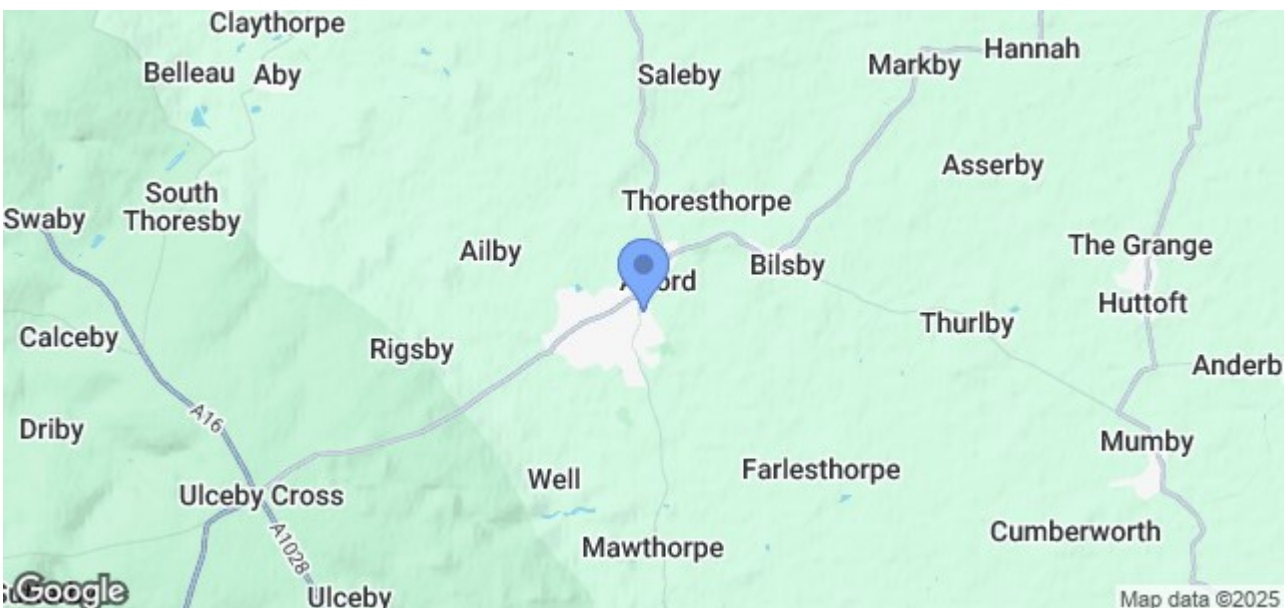 Claythorpe
Hannah
Markby
Belleau
Aby
Saleby
Asserby
South
Thoresby
Thoresthorpe
Swaby
Ailby
Bilsby
The Grange
Huttoft
Thurlby
Calceby
Rigsby
Anderb
A16
Driby
Mumby
Well
Farlesthorpe
Ulceby Cross
A1028
Cumberworth
Mawthorpe
Google
Ulceby
Map data ©2025